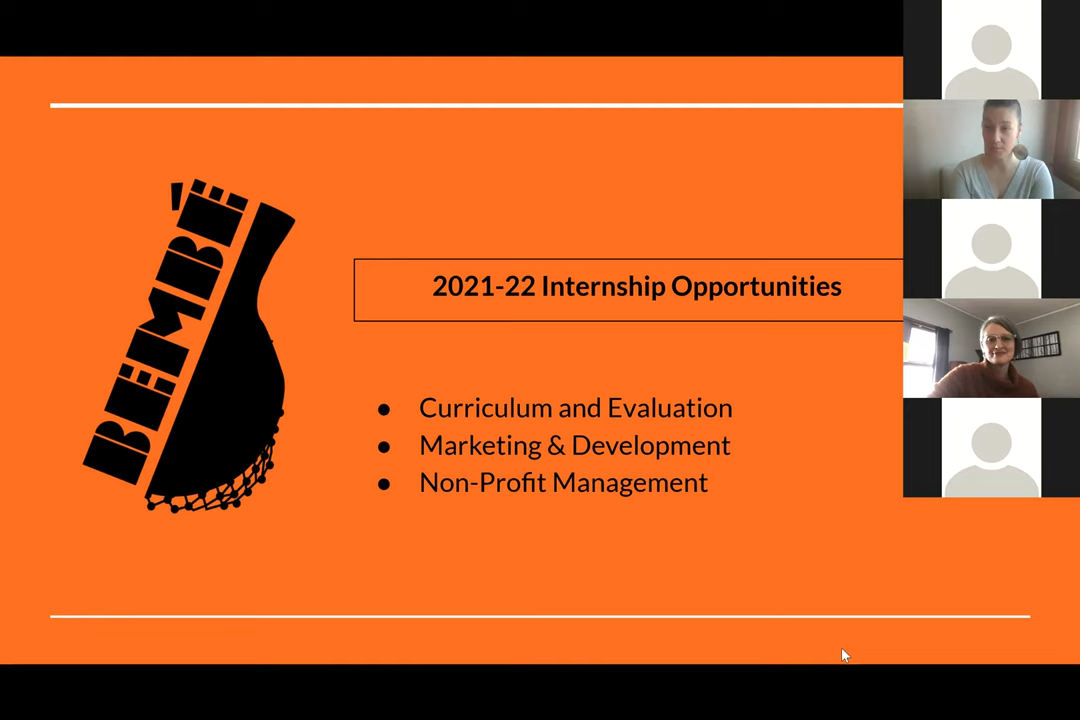 BEMBÉ
2021-22 Internship Opportunities
● Curriculum and Evaluation
● Marketing & Development
● Non-Profit Management